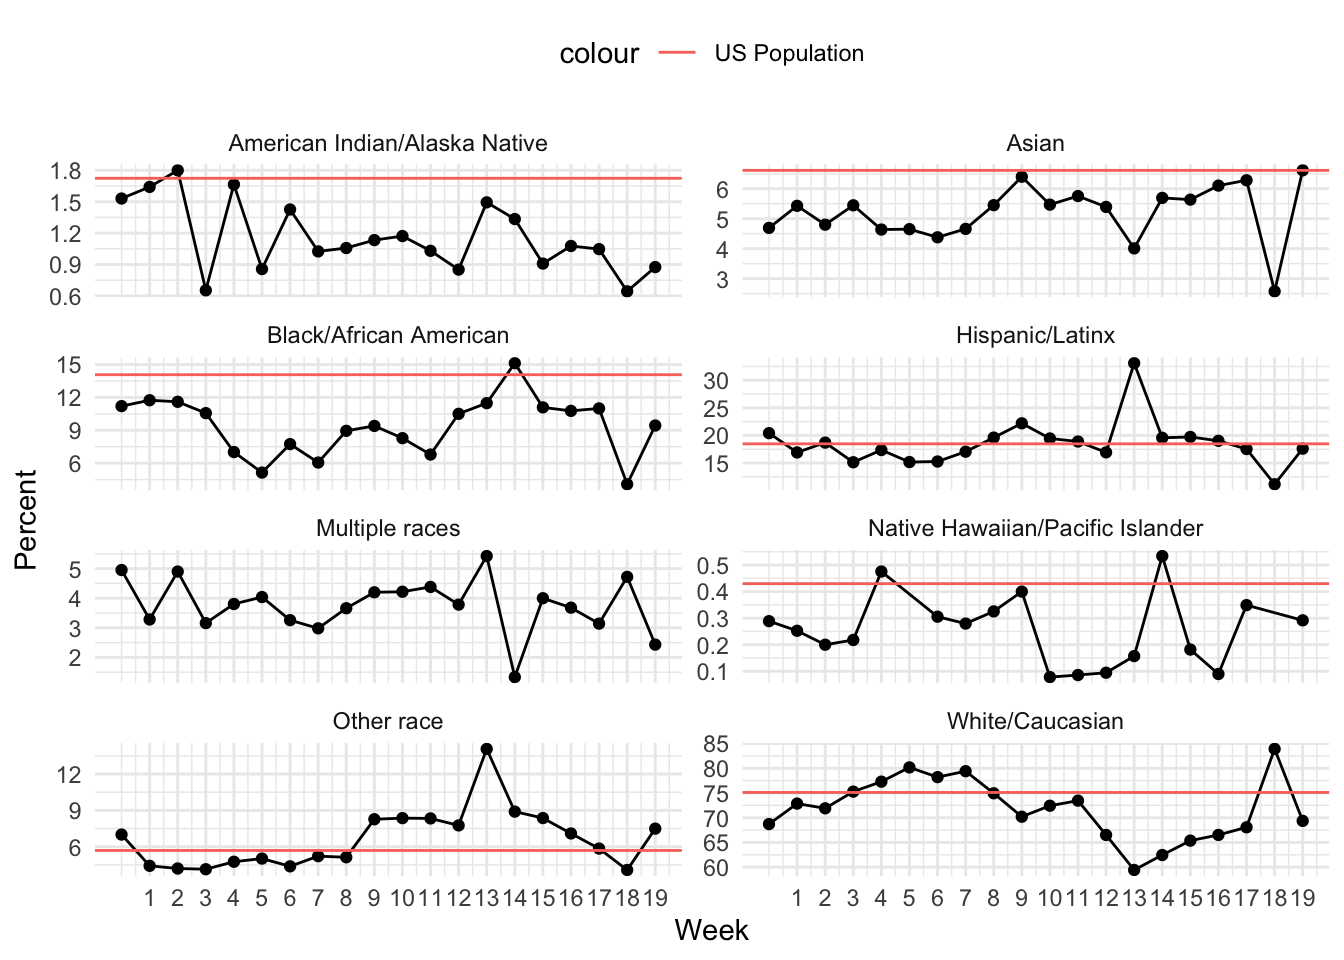 colour US Population
American Indian/Alaska Native
1.8
1.5
1.2
0.9
0.6
Asian
6
5
4
3
Black/African American
15
12
9
6
Hispanic/Latinx
30
25
20
15
Multiple races
5
4
3
2
Native Hawaiian/Pacific Islander
0.5
0.4
0.3
0.2
0.1
Other race
12
9
6
1 2 3 4 5 6 7 8 9 10 11 12 13 14 15 16 17 18 19
White/Caucasian
85
80
75
70
65
60
1 2 3 4 5 6 7 8 9 10 11 12 13 14 15 16 17 18 19
Percent
Week